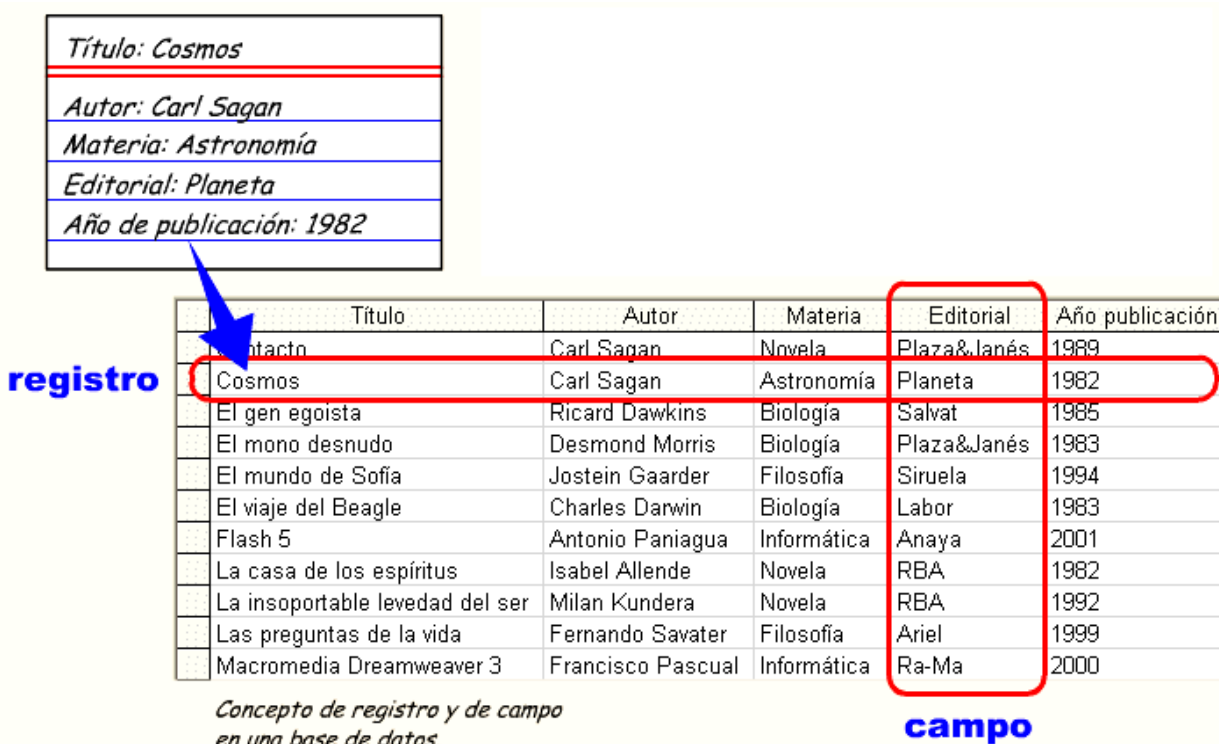 Título: Cosmos
Autor: Carl Sagan
Materia: Astronomía
Editorial: Planeta
Año de publicación: 1982
Título Autor Materia Editorial Año publicación
Contacto Carl Sagan Novela Plaza&Janés 1989
registro
Cosmos Carl Sagan Astronomía Planeta 1982
El gen egoista Ricard Dawkins Biología Salvat 1985
El mono desnudo Desmond Morris Biología Plaza&Janés 1983
El mundo de Sofía Jostein Gaarder Filosofía Siruela 1994
El viaje del Beagle Charles Darwin Biología Labor 1983
Flash 5 Antonio Paniagua Informática Anaya 2001
La casa de los espíritus Isabel Allende Novela RBA 1982
La insoportable levedad del ser Milan Kundera Novela RBA 1992
Las preguntas de la vida Fernando Savater Filosofía Ariel 1999
Macromedia Dreamweaver 3 Francisco Pascual Informática Ra-Ma 2000
Concepto de registro y de campo
en una base de datos
campo